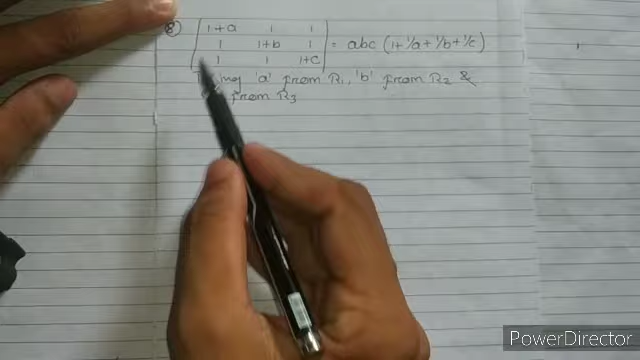 8) | 1+a 1 1 |
| 1 1+b 1 | = abc (1+1/a+1/b+1/c)
| 1 1 1+c |
'a' from R1, 'b' from R2 &
from R3
PowerDirector